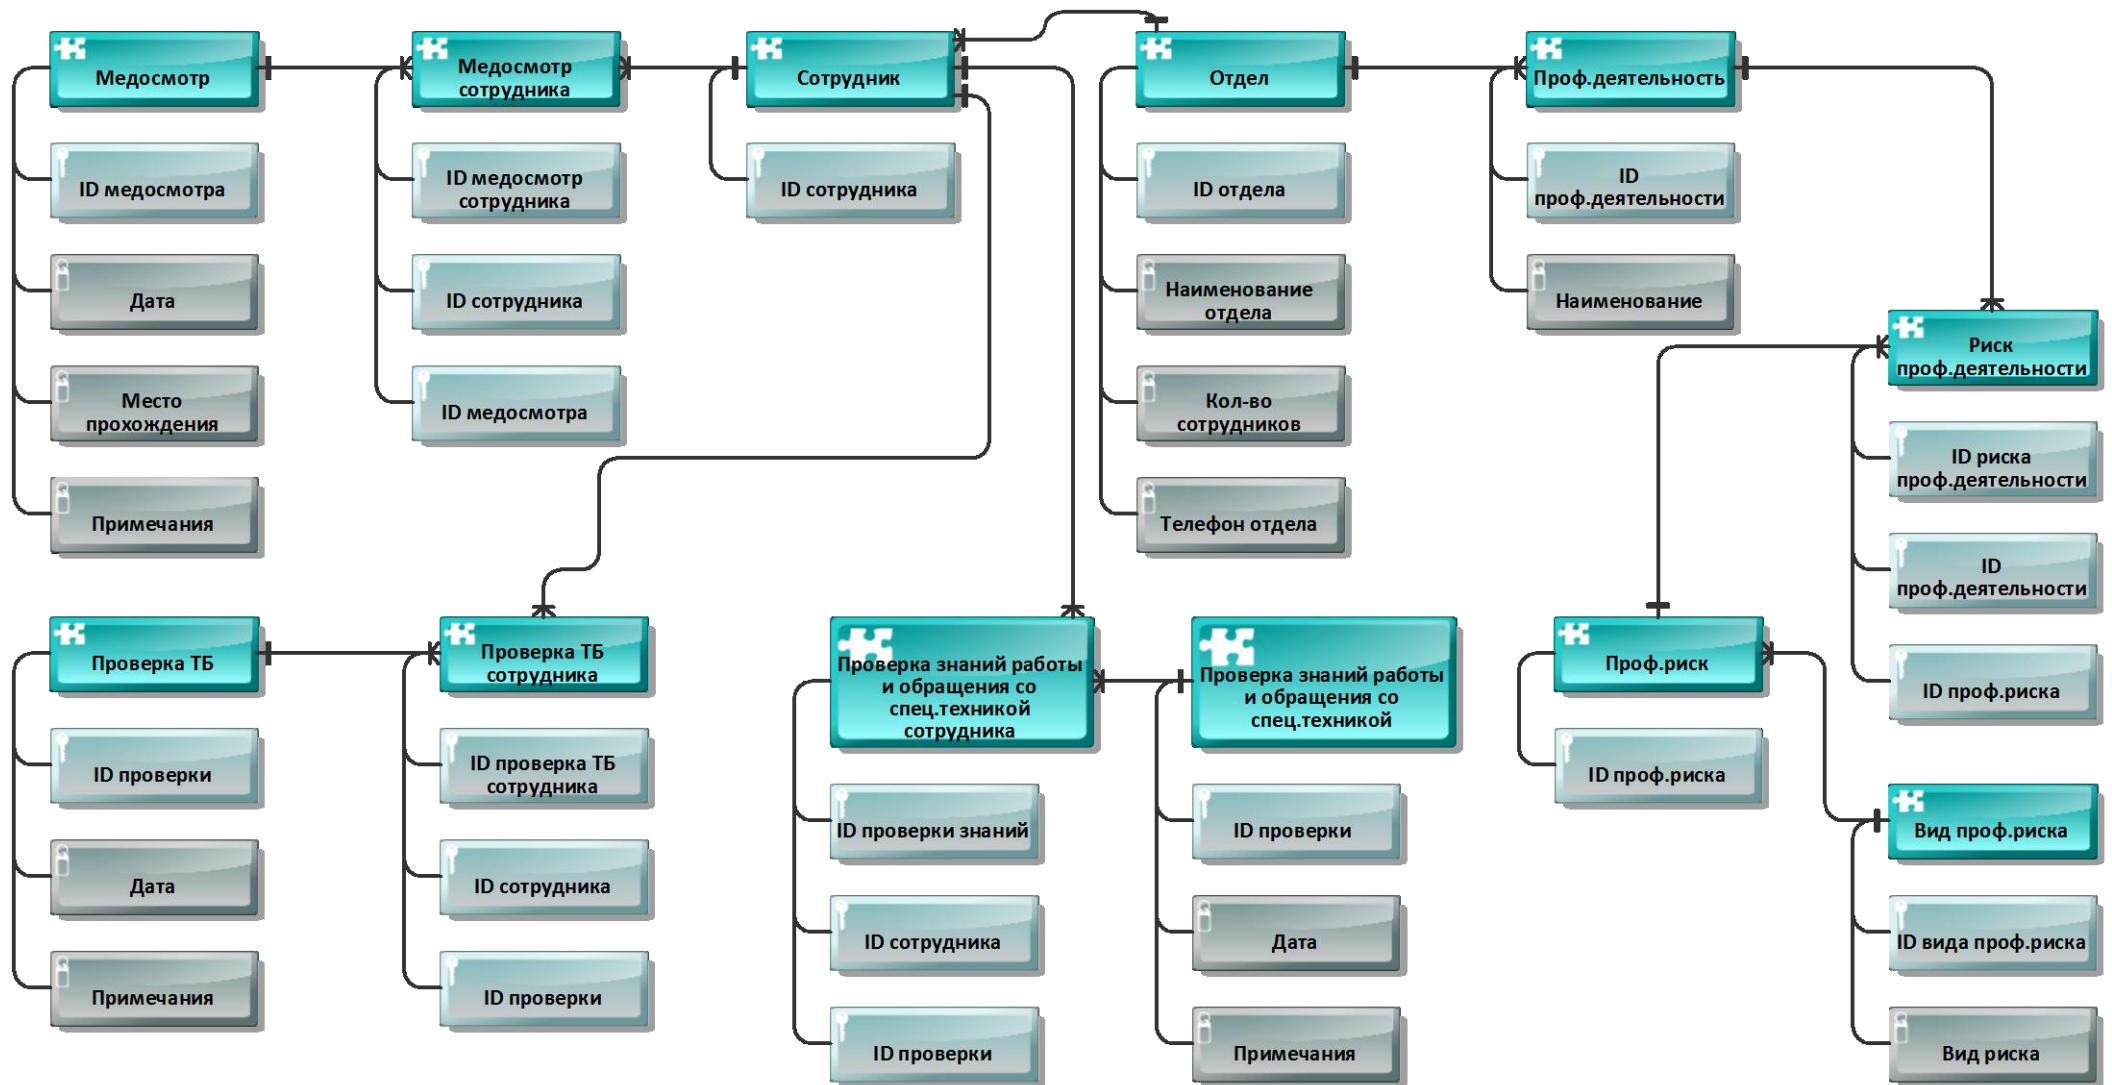 Медосмотр
ID медосмотра
Дата
Место
прохождения
Примечания
Медосмотр
сотрудника
ID медосмотр
сотрудника
ID сотрудника
ID медосмотра
Сотрудник
ID сотрудника
Отдел
ID отдела
Наименование
отдела
Кол-во
сотрудников
Телефон отдела
Проф.деятельность
ID
проф.деятельности
Наименование
Риск
проф.деятельности
ID риска
проф.деятельности
ID
проф.деятельности
ID проф.риска
Проверка ТБ
ID проверки
Дата
Примечания
Проверка ТБ
сотрудника
ID проверка ТБ
сотрудника
ID сотрудника
ID проверки
Проверка знаний работы
и обращения со
спец.техникой
сотрудника
ID проверки знаний
ID сотрудника
ID проверки
Проверка знаний работы
и обращения со
спец.техникой
ID проверки
Дата
Примечания
Проф.риск
ID проф.риска
Вид проф.риска
ID вида проф.риска
Вид риска